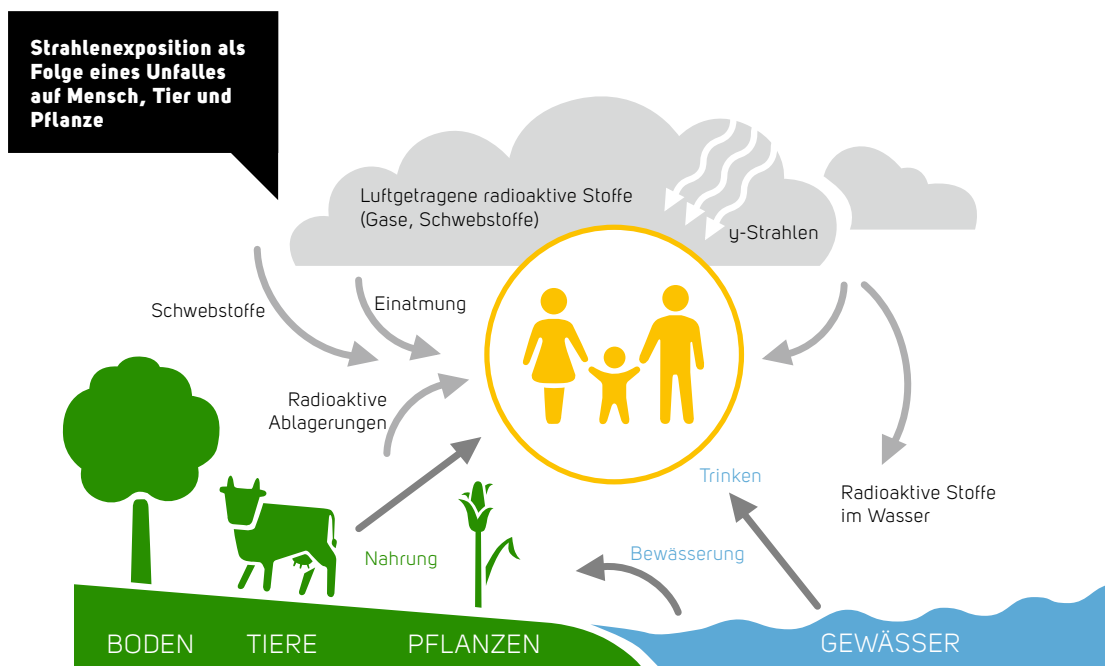 Strahlenexposition als
Folge eines Unfalles
auf Mensch, Tier und
Pflanze
Luftgetragene radioaktive Stoffe
(Gase, Schwebstoffe)
y-Strahlen
Schwebstoffe
Einatmung
Radioaktive
Ablagerungen
Trinken
Radioaktive Stoffe
im Wasser
Nahrung
Bewässerung
BODEN
TIERE
PFLANZEN
GEWÄSSER